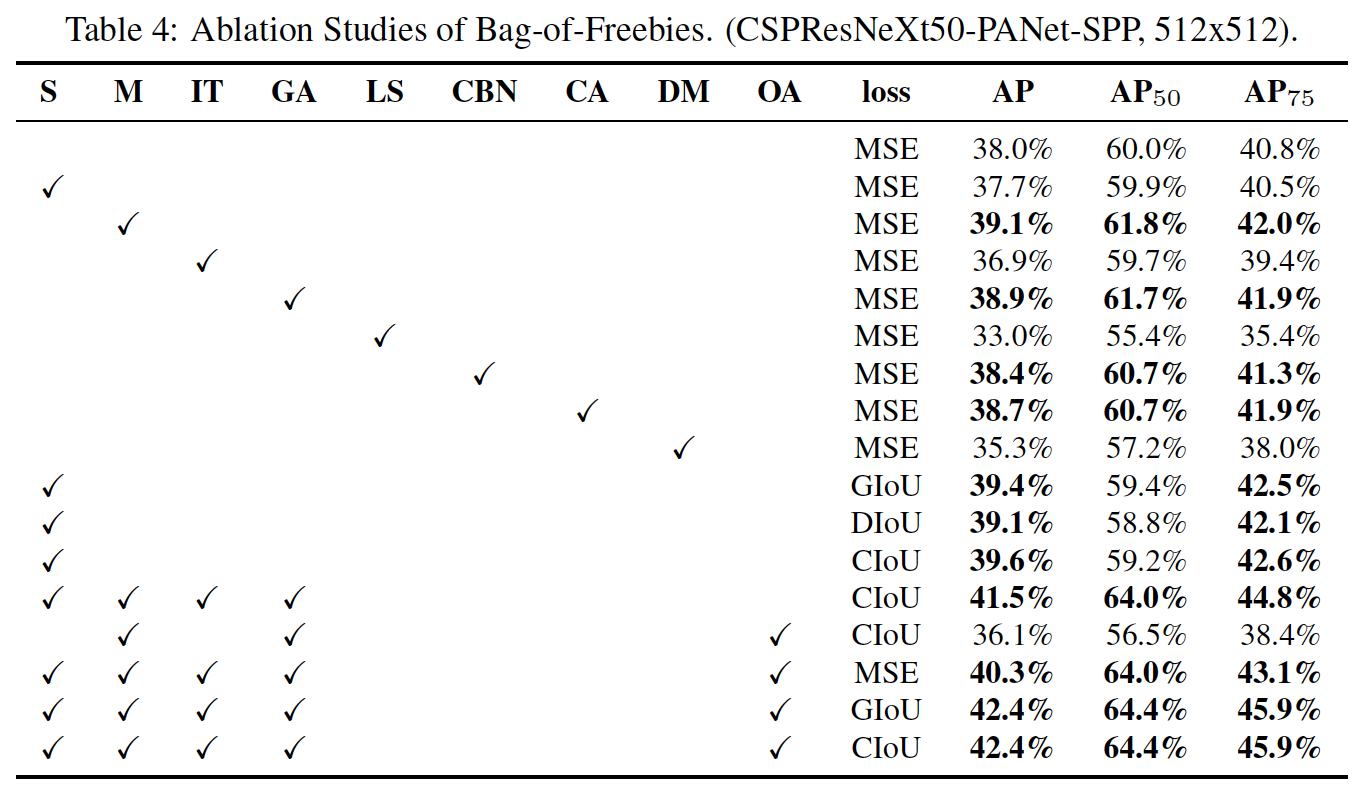 Table 4: Ablation Studies of Bag-of-Freebies. (CSPResNeXt50-PANet-SPP, 512x512).
S M IT GA LS CBN CA DM OA loss AP AP50 AP75
MSE 38.0% 60.0% 40.8%
✓ MSE 37.7% 59.9% 40.5%
✓ MSE 39.1% 61.8% 42.0%
✓ MSE 36.9% 59.7% 39.4%
✓ MSE 38.9% 61.7% 41.9%
✓ MSE 33.0% 55.4% 35.4%
✓ MSE 38.4% 60.7% 41.3%
✓ MSE 38.7% 60.7% 41.9%
✓ MSE 35.3% 57.2% 38.0%
✓ GIoU 39.4% 59.4% 42.5%
✓ DIoU 39.1% 58.8% 42.1%
✓ CIoU 39.6% 59.2% 42.6%
✓ ✓ ✓ ✓ CIoU 41.5% 64.0% 44.8%
✓ ✓ ✓ CIoU 36.1% 56.5% 38.4%
✓ ✓ ✓ ✓ ✓ MSE 40.3% 64.0% 43.1%
✓ ✓ ✓ ✓ ✓ GIoU 42.4% 64.4% 45.9%
✓ ✓ ✓ ✓ ✓ CIoU 42.4% 64.4% 45.9%